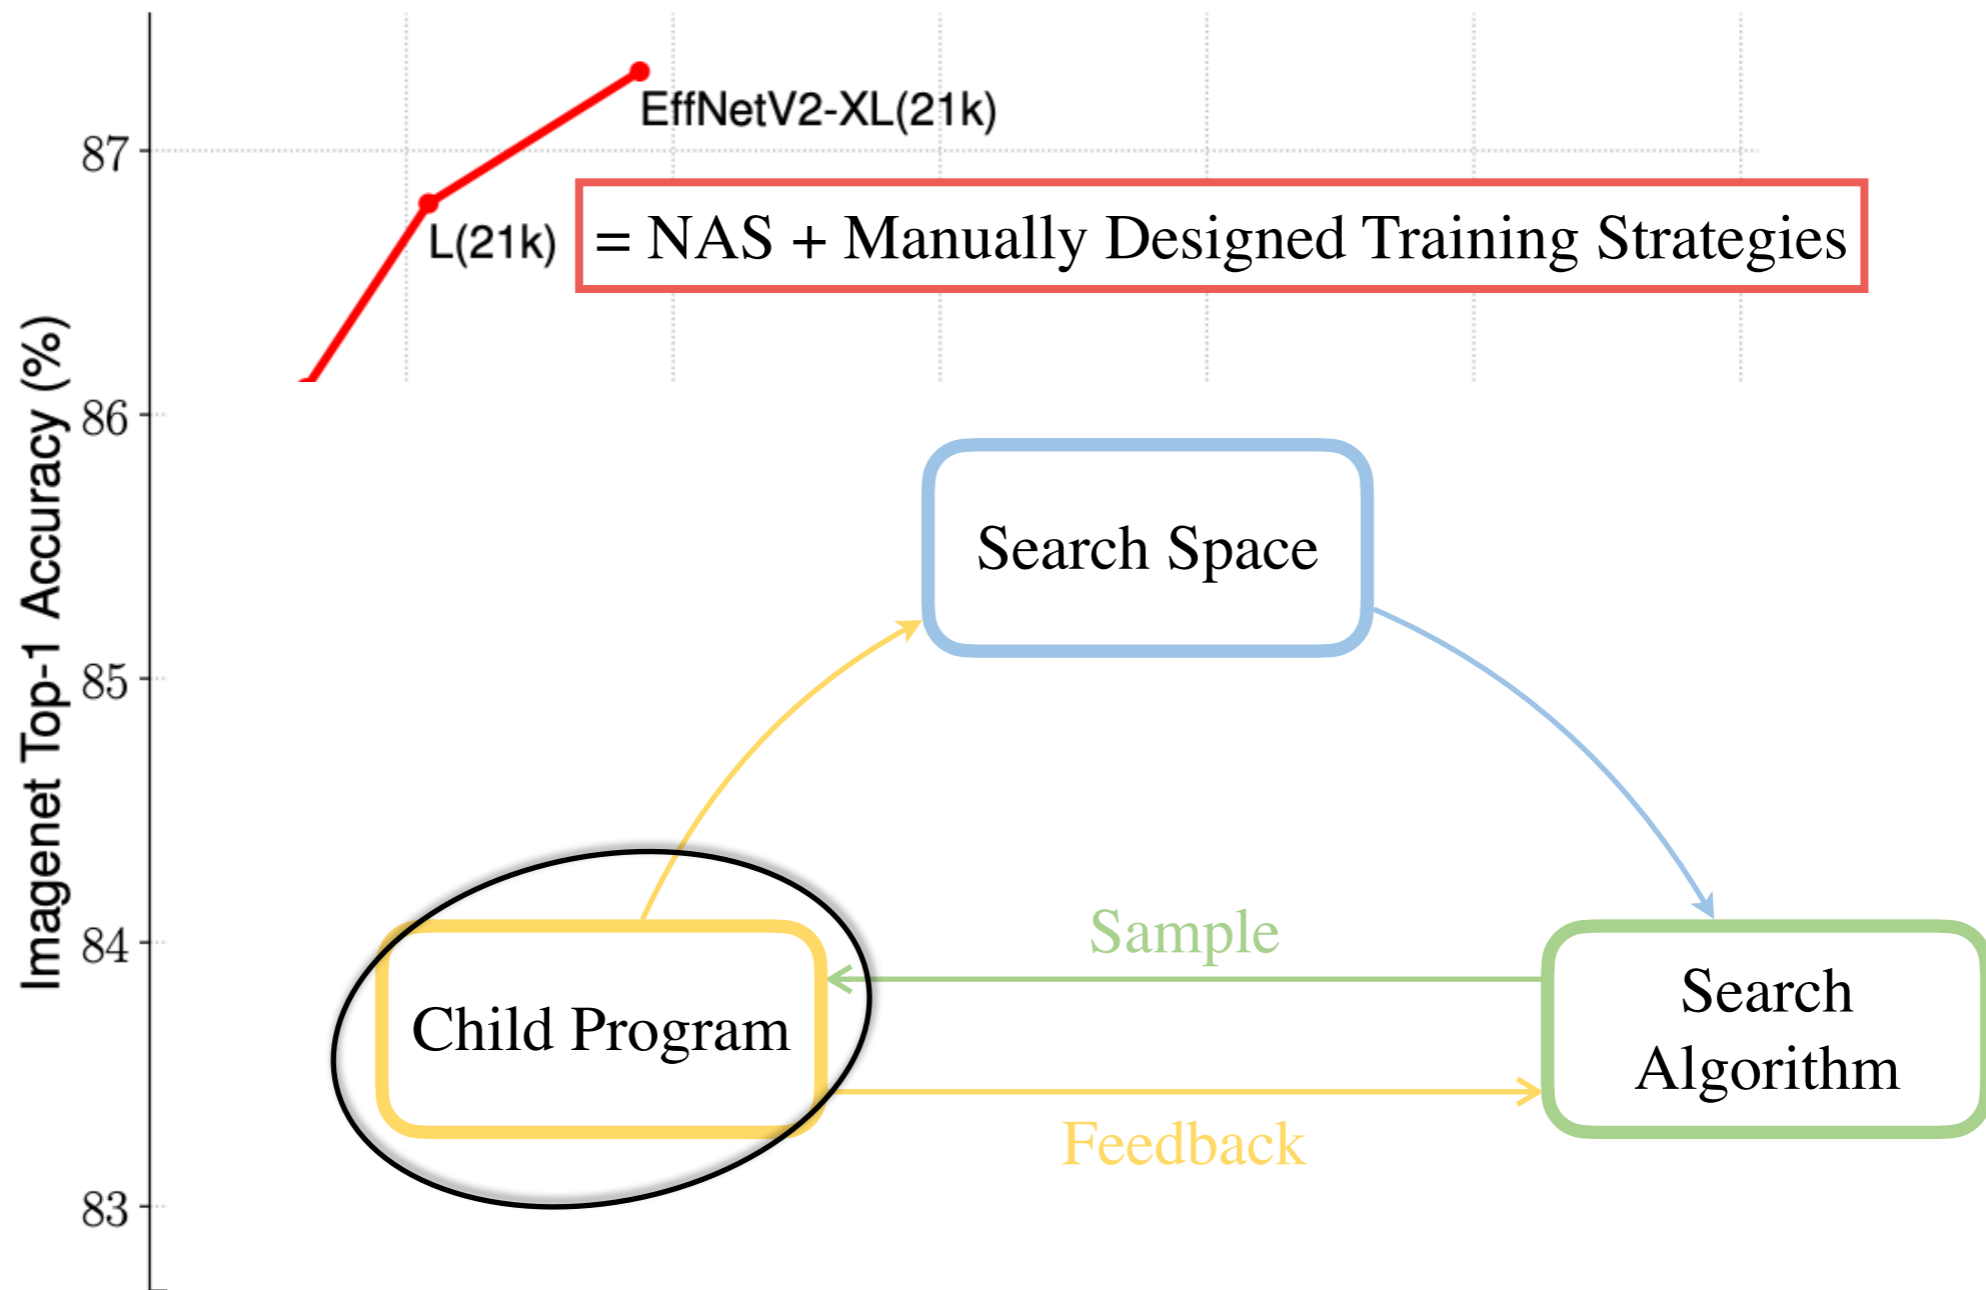 EffNetV2-XL(21k)
87
L(21k)
= NAS + Manually Designed Training Strategies
Imagenet Top-1 Accuracy (%)
86
Search Space
85
Sample
84
Search
Algorithm
Child Program
Feedback
83